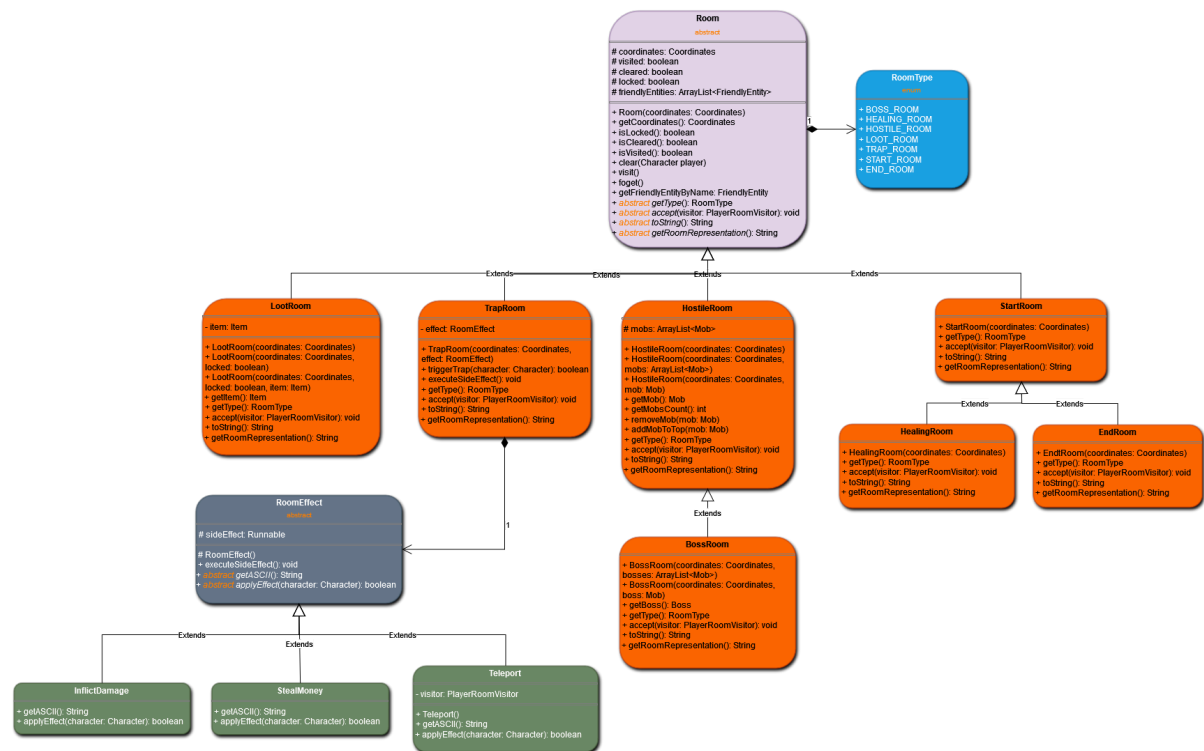 Room
abstract
# coordinates: Coordinates
# visited: boolean
# cleared: boolean
# locked: boolean
# friendlyEntities: ArrayList<FriendlyEntity>
+ Room(coordinates: Coordinates)
+ getCoordinates(): Coordinates
+ isLocked(): boolean
+ isCleared(): boolean
+ isVisited(): boolean
+ clear(Character player)
+ visit()
+ foget()
+ getFriendlyEntityByName: FriendlyEntity
+ abstract getType(): RoomType
+ abstract accept(visitor: PlayerRoomVisitor): void
+ abstract toString(): String
+ abstract getRoomRepresentation(): String
1
RoomType
+ BOSS_ROOM
+ HEALING_ROOM
+ HOSTILE_ROOM
+ LOOT_ROOM
+ TRAP_ROOM
+ START_ROOM
+ END_ROOM
Extends
Extends
Extends
Extends
LootRoom
- item: Item
+ LootRoom(coordinates: Coordinates)
+ LootRoom(coordinates: Coordinates,
locked: boolean)
+ LootRoom(coordinates: Coordinates,
locked: boolean, item: Item)
+ getItem(): Item
+ getType(): RoomType
+ accept(visitor: PlayerRoomVisitor): void
+ toString(): String
+ getRoomRepresentation(): String
TrapRoom
- effect: RoomEffect
+ TrapRoom(coordinates: Coordinates,
effect: RoomEffect)
+ triggerTrap(character: Character): boolean
+ executeSideEffect(): void
+ getType(): RoomType
+ accept(visitor: PlayerRoomVisitor): void
+ toString(): String
+ getRoomRepresentation(): String
HostileRoom
# mobs: ArrayList<Mob>
+ HostileRoom(coordinates: Coordinates)
+ HostileRoom(coordinates: Coordinates,
mobs: ArrayList<Mob>)
+ HostileRoom(coordinates: Coordinates,
mob: Mob)
+ getMob(): Mob
+ getMobsCount(): int
+ removeMob(mob: Mob)
+ addMobToTop(mob: Mob)
+ getType(): RoomType
+ accept(visitor: PlayerRoomVisitor): void
+ toString(): String
+ getRoomRepresentation(): String
StartRoom
+ StartRoom(coordinates: Coordinates)
+ getType(): RoomType
+ accept(visitor: PlayerRoomVisitor): void
+ toString(): String
+ getRoomRepresentation(): String
Extends
Extends
HealingRoom
+ HealingRoom(coordinates: Coordinates)
+ getType(): RoomType
+ accept(visitor: PlayerRoomVisitor): void
+ toString(): String
+ getRoomRepresentation(): String
EndRoom
+ EndtRoom(coordinates: Coordinates)
+ getType(): RoomType
+ accept(visitor: PlayerRoomVisitor): void
+ toString(): String
+ getRoomRepresentation(): String
1
RoomEffect
abstract
# sideEffect: Runnable
# RoomEffect()
+ executeSideEffect(): void
+ abstract getASCII(): String
+ abstract applyEffect(character: Character): boolean
Extends
BossRoom
+ BossRoom(coordinates: Coordinates,
bosses: ArrayList<Mob>)
+ BossRoom(coordinates: Coordinates,
boss: Mob)
+ getBoss(): Boss
+ getType(): RoomType
+ accept(visitor: PlayerRoomVisitor): void
+ toString(): String
+ getRoomRepresentation(): String
Extends
Extends
Extends
InflictDamage
+ getASCII(): String
+ applyEffect(character: Character): boolean
StealMoney
+ getASCII(): String
+ applyEffect(character: Character): boolean
Teleport
- visitor: PlayerRoomVisitor
+ Teleport()
+ getASCII(): String
+ applyEffect(character: Character): boolean